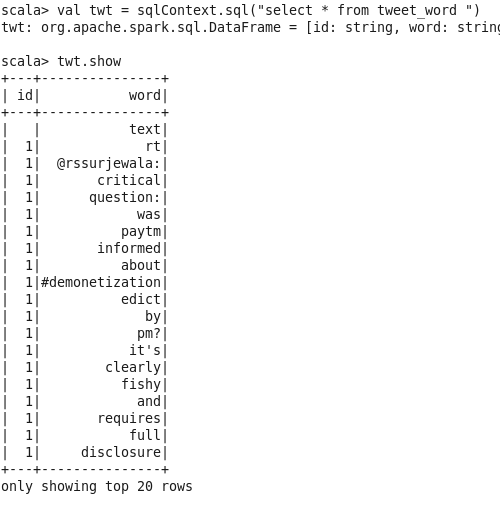 scala> val twt = sqlContext.sql("select * from tweet_word ")
twt: org.apache.spark.sql.DataFrame = [id: string, word: string

scala> twt.show
+---+---------------+
| id|           word|
+---+---------------+
|   |           text|
|  1|             rt|
|  1|  @rssurjewala:|
|  1|       critical|
|  1|      question:|
|  1|            was|
|  1|          paytm|
|  1|       informed|
|  1|          about|
|  1|#demonetization|
|  1|          edict|
|  1|             by|
|  1|            pm?|
|  1|           it's|
|  1|        clearly|
|  1|          fishy|
|  1|            and|
|  1|       requires|
|  1|           full|
|  1|     disclosure|
+---+---------------+
only showing top 20 rows